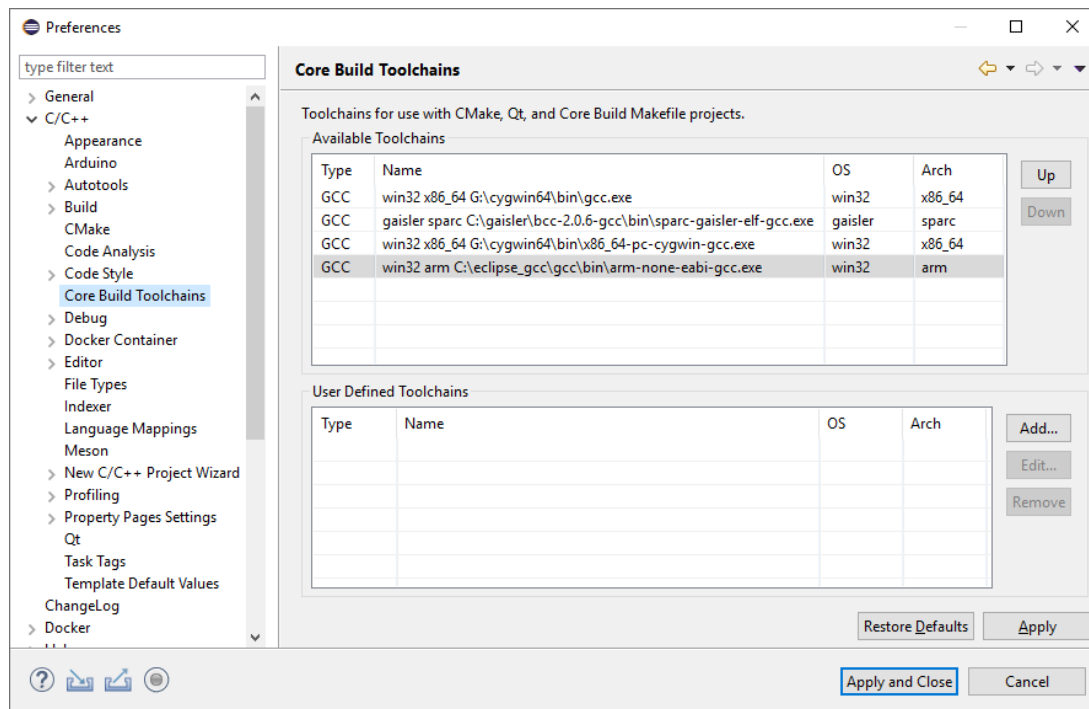 Preferences
type filter text
General
C/C++
Appearance
Arduino
Autotools
Build
CMake
Code Analysis
Code Style
Core Build Toolchains
Debug
Docker Container
Editor
File Types
Indexer
Language Mappings
Meson
New C/C++ Project Wizard
Profiling
Property Pages Settings
Qt
Task Tags
Template Default Values
ChangeLog
Docker
Core Build Toolchains
Toolchains for use with CMake, Qt, and Core Build Makefile projects.
Available Toolchains
Type Name OS Arch
GCC win32 x86_64 G:\cygwin64\bin\gcc.exe win32 x86_64
GCC gaisler sparc C:\gaisler\bcc-2.0.6-gcc\bin\sparc-gaisler-elf-gcc.exe gaisler sparc
GCC win32 x86_64 G:\cygwin64\bin\x86_64-pc-cygwin-gcc.exe win32 x86_64
GCC win32 arm C:\eclipse_gcc\gcc\bin\arm-none-eabi-gcc.exe win32 arm
Up
Down
User Defined Toolchains
Type Name OS Arch
Add...
Edit...
Remove
Restore Defaults Apply
Apply and Close Cancel